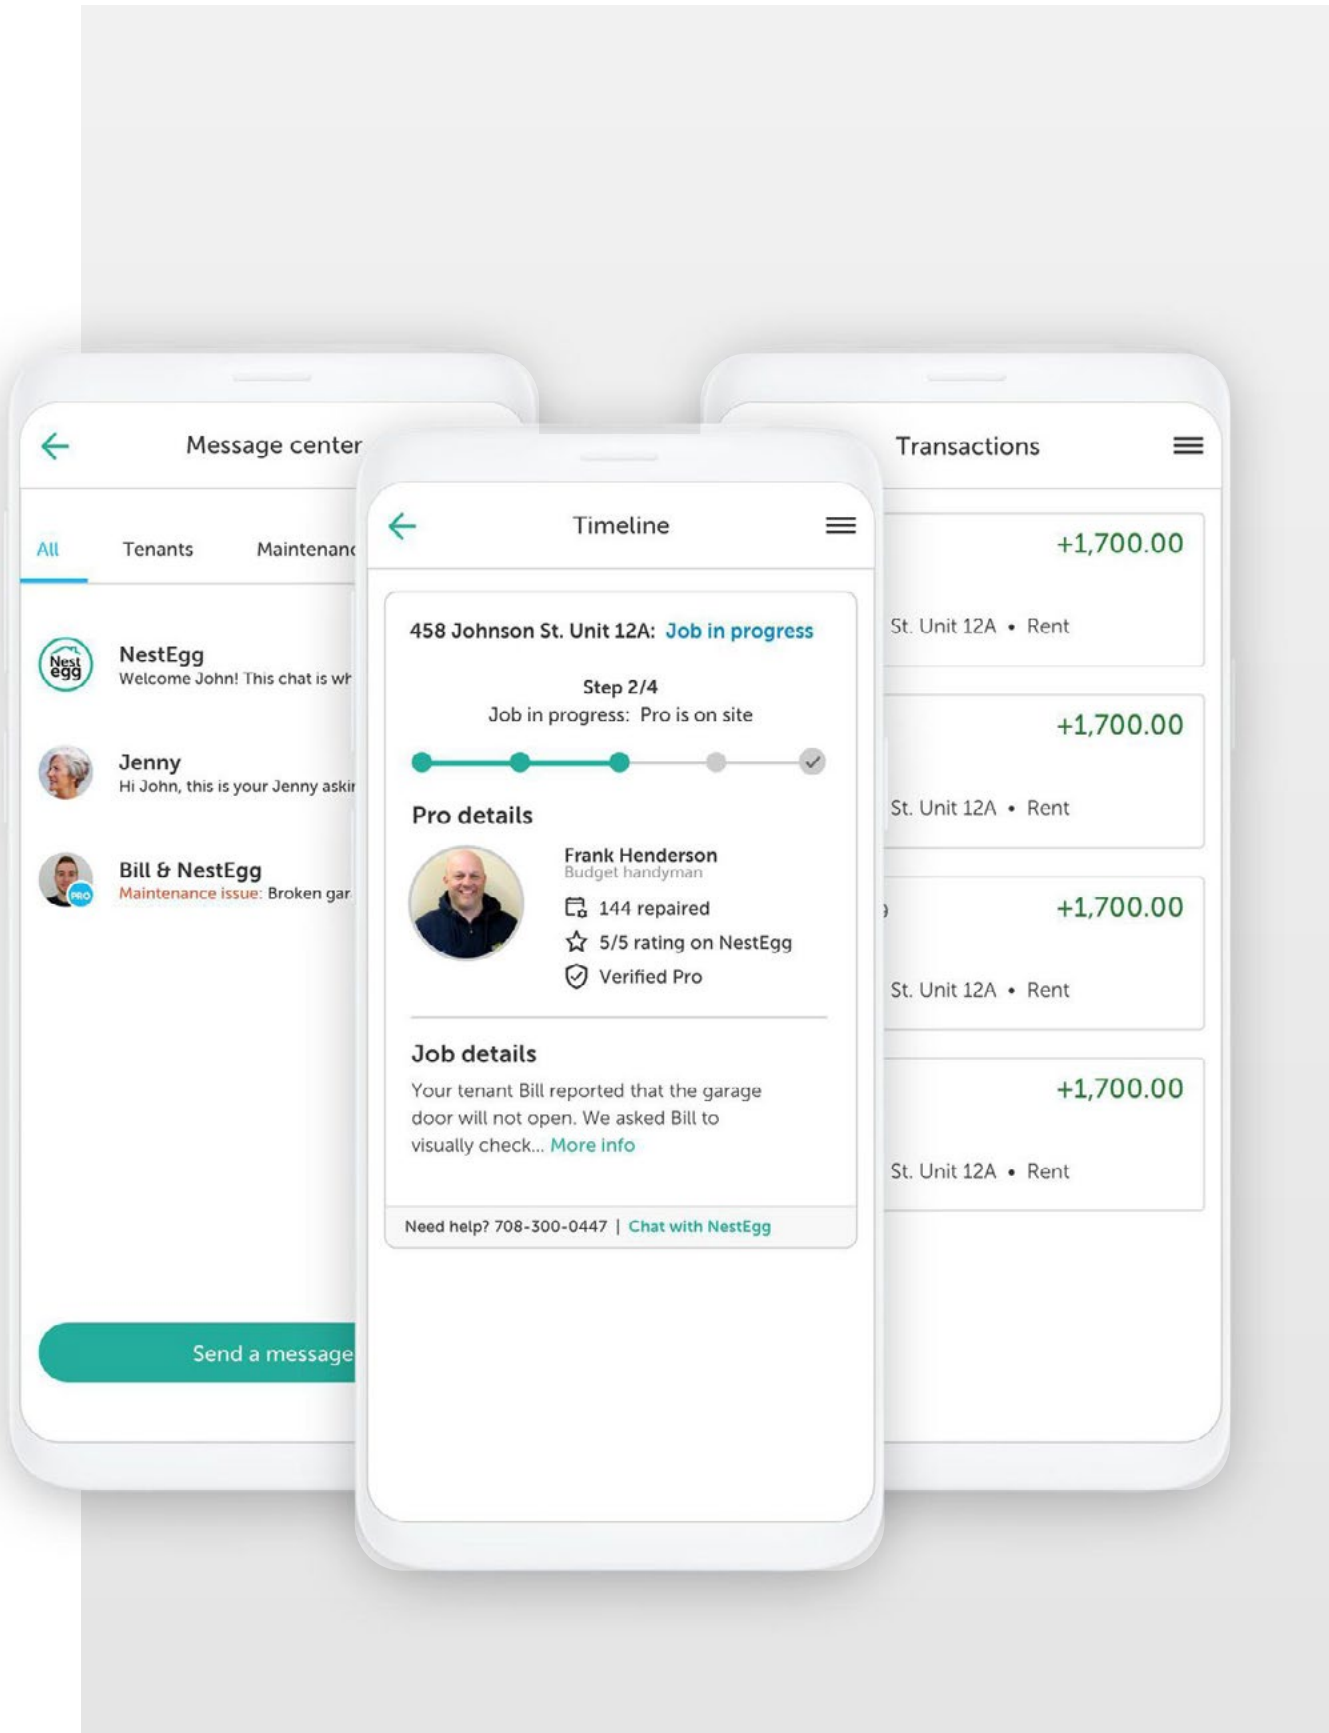 Message center
All Tenants
Nest
egg
NestEgg
Welcome John! This chat is
Jenny
Hi John, this is your Jenny
Bill & NestEgg
PRO
Maintenance issue: Broken
Send a message
Timeline
458 Johnson St. Unit 12A: Job in progress
Step 2/4
Job in progress: Pro is on site
Pro details
Frank Henderson
Budget handyman
144 repaired
5/5 rating on NestEgg
Verified Pro
Job details
Your tenant Bill reported that the garage
door will not open. We asked Bill to
visually check... More info
Need help? 708-300-0447 | Chat with NestEgg
Transactions
+1,700.00
St. Unit 12A • Rent
+1,700.00
St. Unit 12A • Rent
+1,700.00
St. Unit 12A • Rent
+1,700.00
St. Unit 12A • Rent